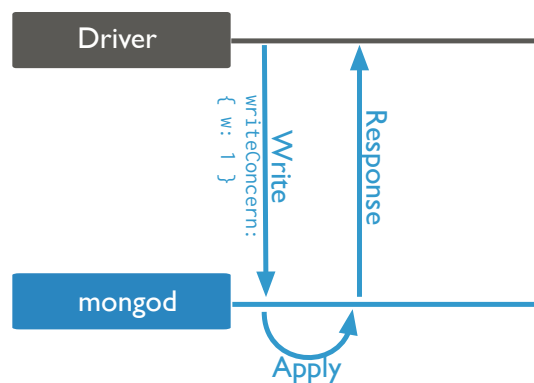 Driver
Write
writeConcern:
{ w: 1 }
Response
mongod
Apply